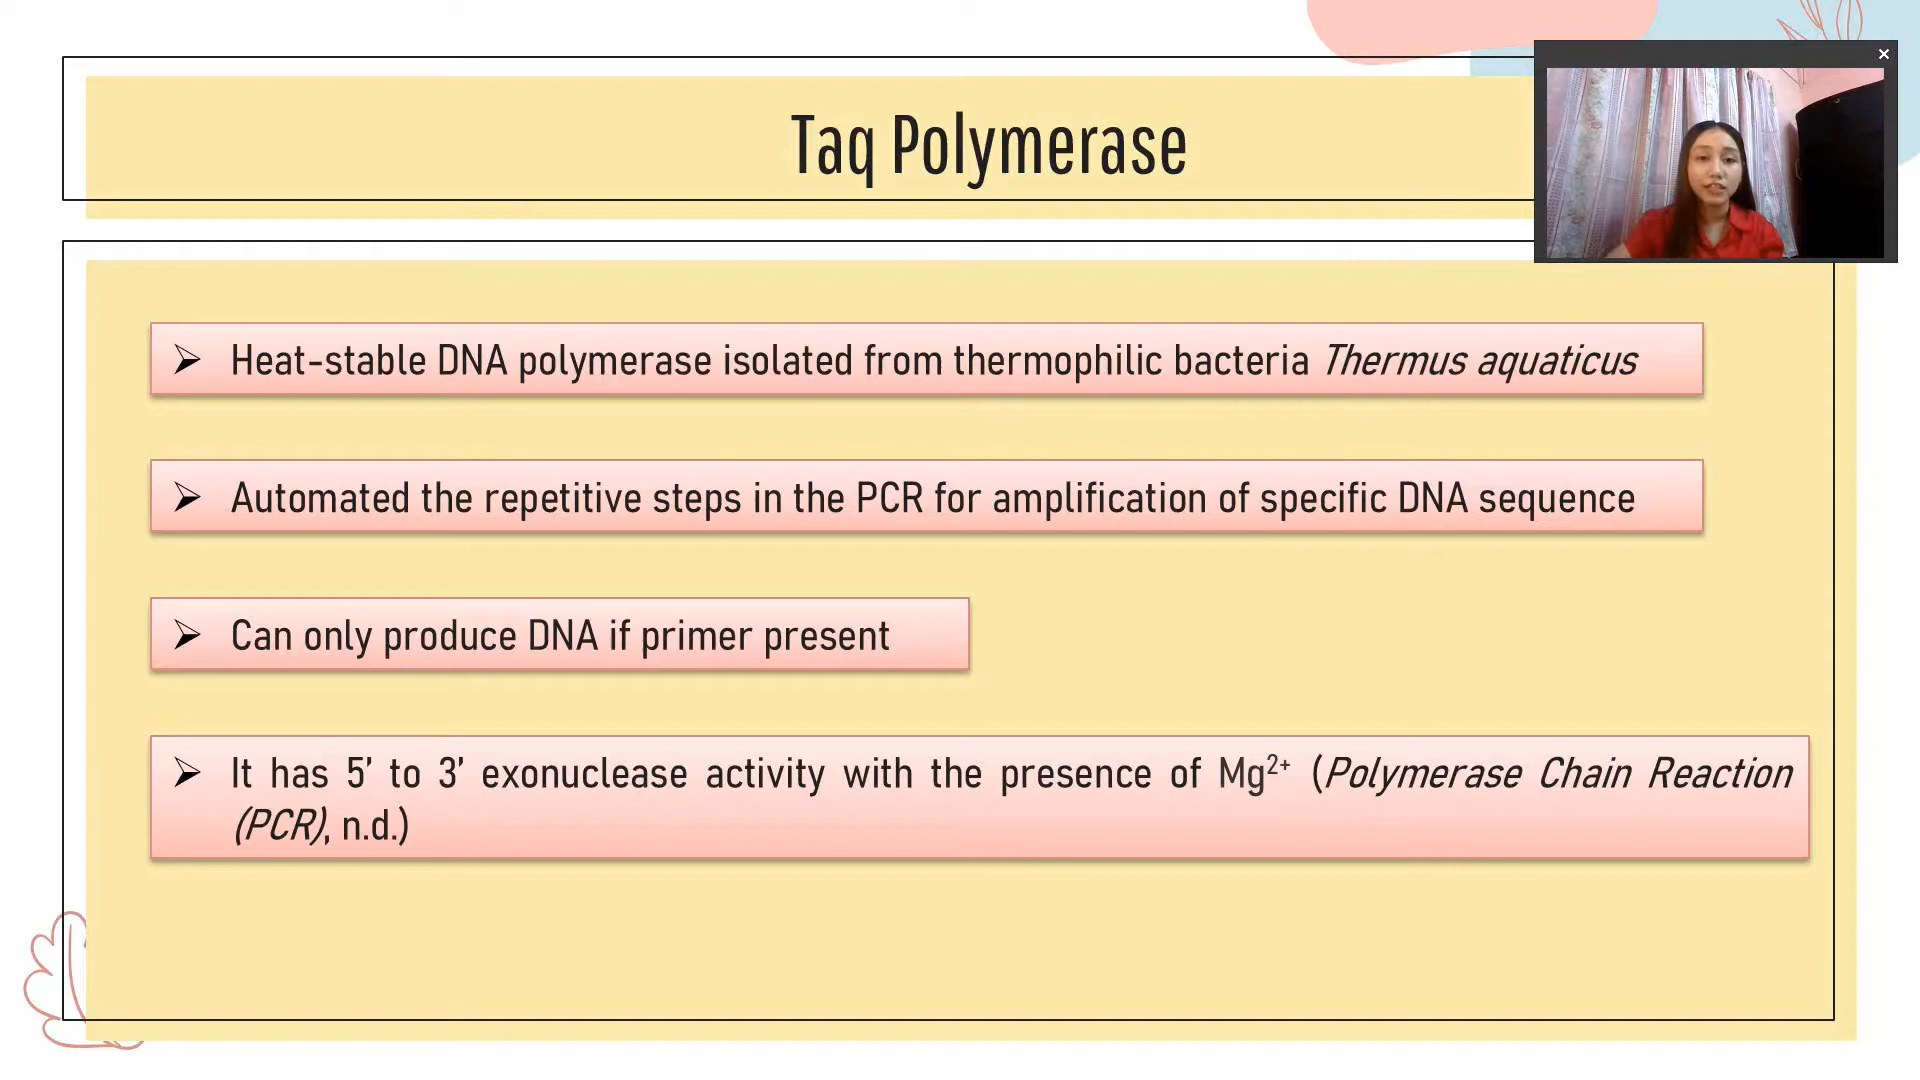 Taq Polymerase
➢ Heat-stable DNA polymerase isolated from thermophilic bacteria Thermus aquaticus
➢ Automated the repetitive steps in the PCR for amplification of specific DNA sequence
➢ Can only produce DNA if primer present
➢ It has 5’ to 3’ exonuclease activity with the presence of Mg²⁺ (Polymerase Chain Reaction
(PCR), n.d.)